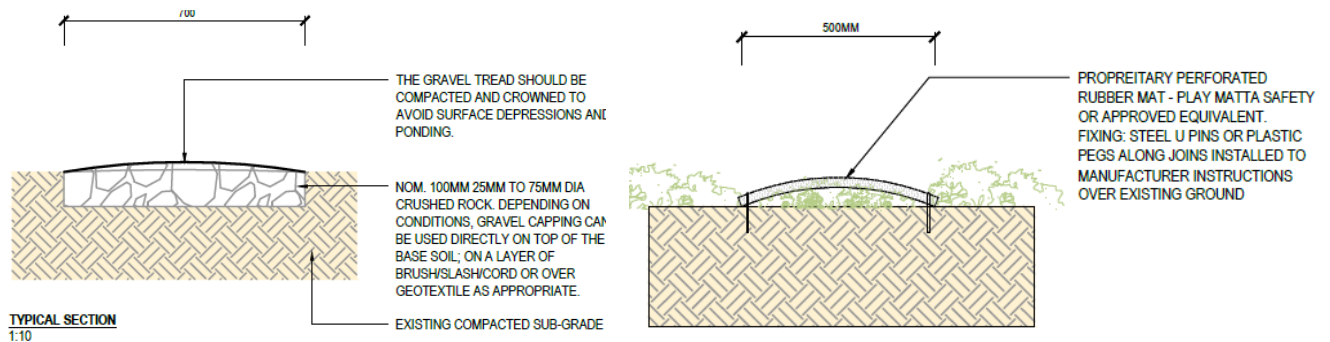 700
THE GRAVEL TREAD SHOULD BE
COMPACTED AND CROWNED TO
AVOID SURFACE DEPRESSIONS AND
PONDING.
NOM. 100MM 25MM TO 75MM DIA
CRUSHED ROCK. DEPENDING ON
CONDITIONS, GRAVEL CAPPING CAN
BE USED DIRECTLY ON TOP OF THE
BASE SOIL; ON A LAYER OF
BRUSH/SLASH/CORD OR OVER
GEOTEXTILE AS APPROPRIATE.
EXISTING COMPACTED SUB-GRADE
TYPICAL SECTION
1:10
500MM
PROPREITARY PERFORATED
RUBBER MAT - PLAY MATTA SAFETY
OR APPROVED EQUIVALENT.
FIXING: STEEL U PINS OR PLASTIC
PEGS ALONG JOINS INSTALLED TO
MANUFACTURER INSTRUCTIONS
OVER EXISTING GROUND